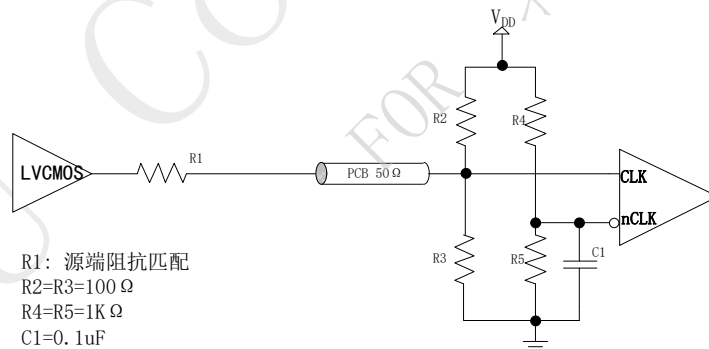 V_DD
R2
R4
LVCMOS
R1
PCB 50Ω
CLK
nCLK
R3
R5
C1
R1: 源端阻抗匹配
R2=R3=100Ω
R4=R5=1KΩ
C1=0.1uF
FOR